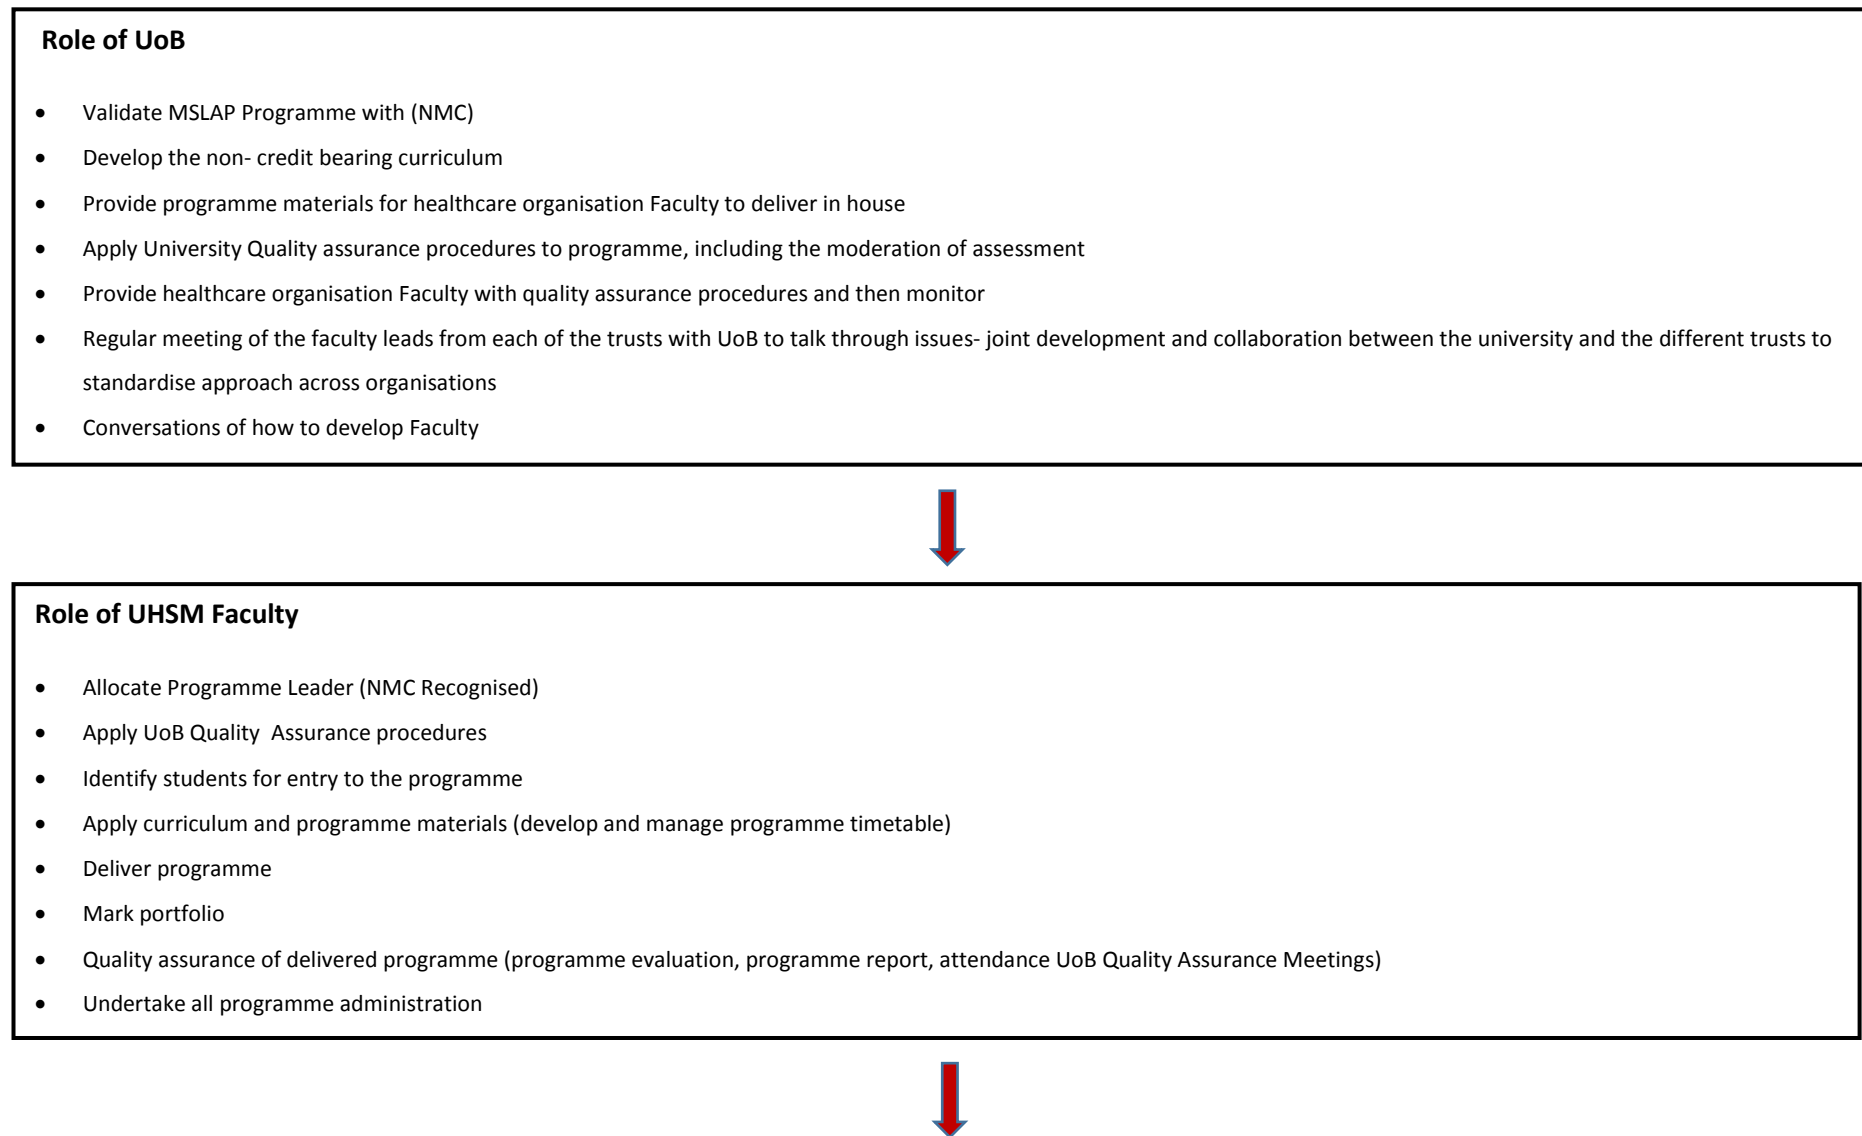 Role of UoB
• Validate MSLAP Programme with (NMC)
• Develop the non- credit bearing curriculum
• Provide programme materials for healthcare organisation Faculty to deliver in house
• Apply University Quality assurance procedures to programme, including the moderation of assessment
• Provide healthcare organisation Faculty with quality assurance procedures and then monitor
• Regular meeting of the faculty leads from each of the trusts with UoB to talk through issues- joint development and collaboration between the university and the different trusts to
standardise approach across organisations
• Conversations of how to develop Faculty
Role of UHSM Faculty
• Allocate Programme Leader (NMC Recognised)
• Apply UoB Quality  Assurance procedures
• Identify students for entry to the programme
• Apply curriculum and programme materials (develop and manage programme timetable)
• Deliver programme
• Mark portfolio
• Quality assurance of delivered programme (programme evaluation, programme report, attendance UoB Quality Assurance Meetings)
• Undertake all programme administration